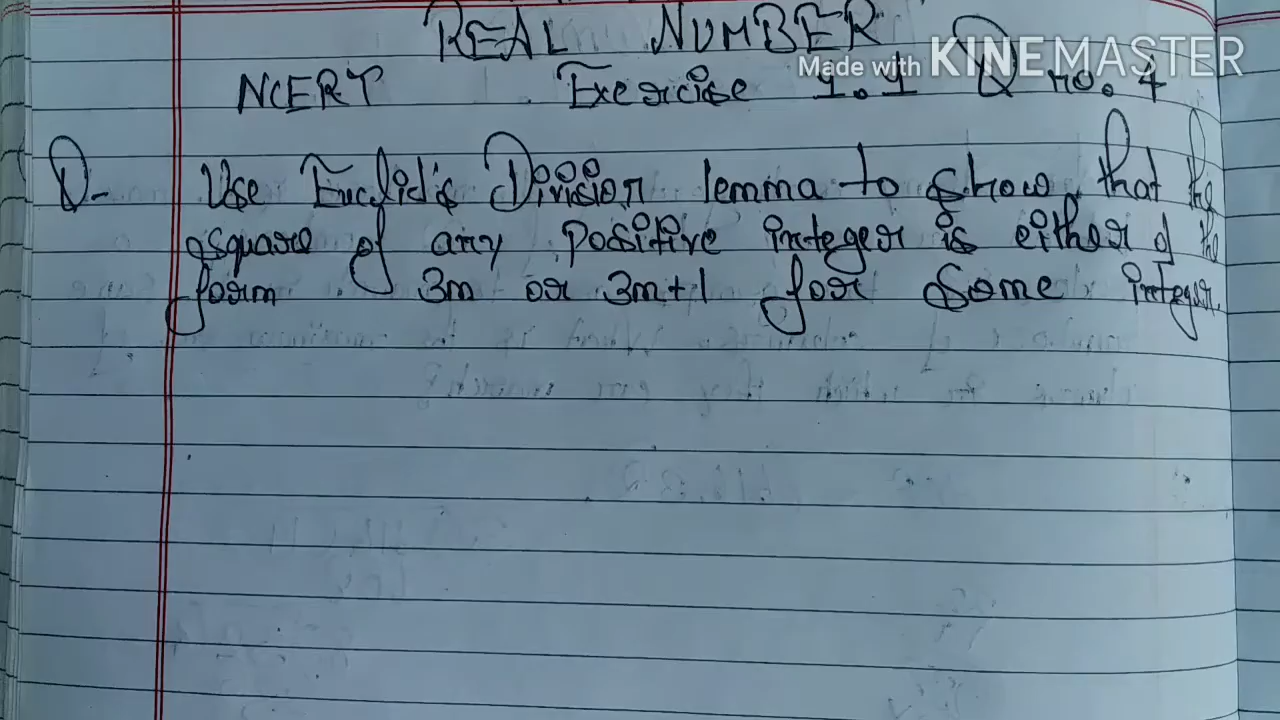 REAL NUMBER
Made with KINEMASTER
NCERT Exercise 1.1 Q no. 4
Q- Use Euclid's Division lemma to show that the
square of any positive integer is either of the
form 3m or 3m+1 for some integer